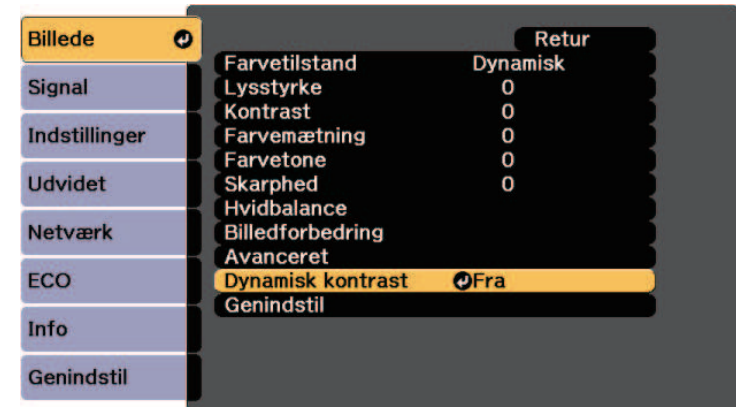 Billede
Signal
Indstillinger
Udvidet
Netværk
ECO
Info
Genindstil
Retur
Farvetilstand Dynamisk
Lysstyrke 0
Kontrast 0
Farvemætning 0
Farvetone 0
Skarphed 0
Hvidbalance
Billedforbedring
Avanceret
Dynamisk kontrast Fra
Genindstil